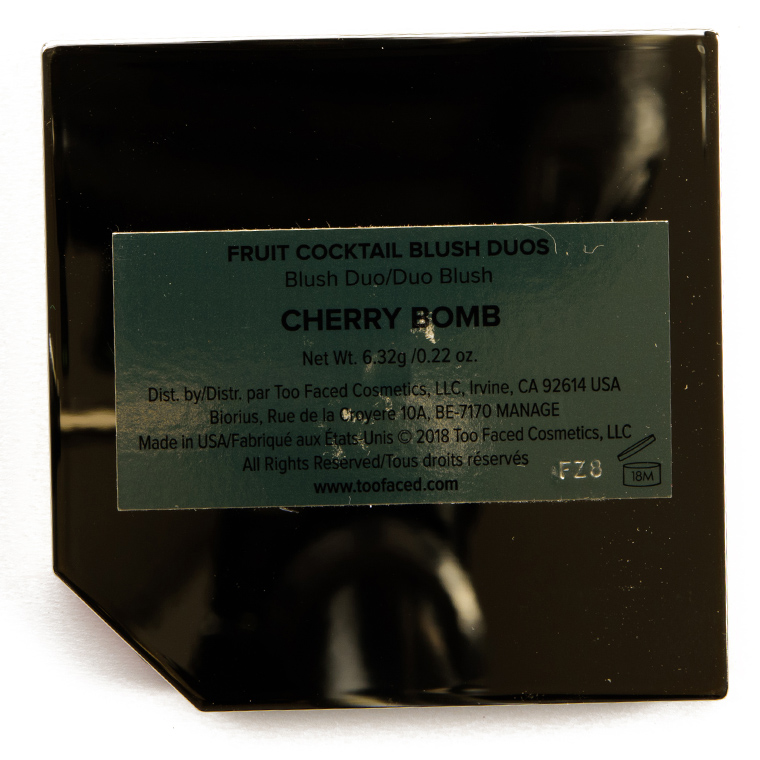 FRUIT COCKTAIL BLUSH DUOS
Blush Duo/Duo Blush
CHERRY BOMB
Net Wt. 6.32g /0.22 oz.
Dist. by/Distr. par Too Faced Cosmetics, LLC, Irvine, CA 92614 USA
Biorius, Rue de la Croyere 10A, BE-7170 MANAGE
Made in USA/Fabriqué aux États-Unis © 2018 Too Faced Cosmetics, LLC
All Rights Reserved/Tous droits réservés
www.toofaced.com
FZ8
18M